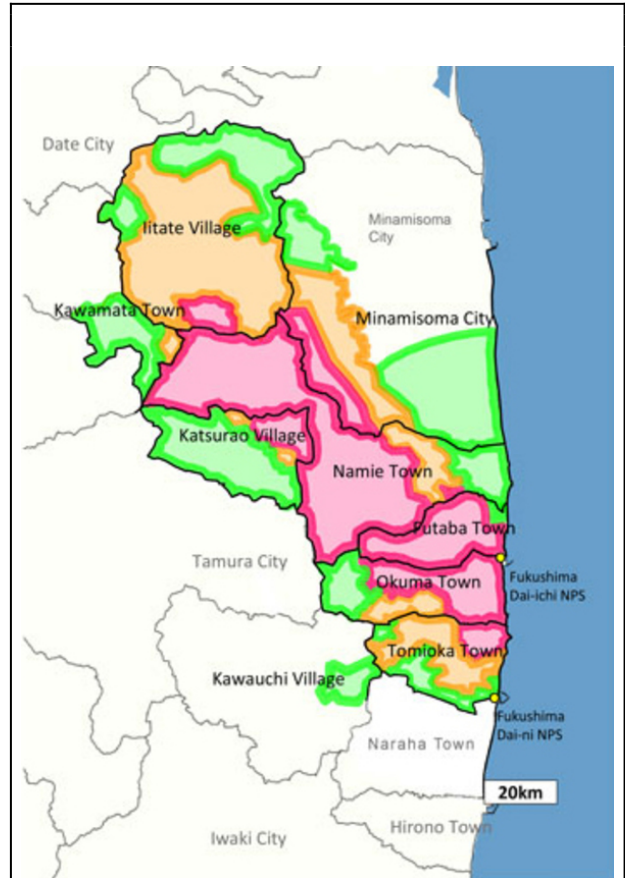 Date City
Iitate Village
Minamisoma
City
Kawamata Town
Minamisoma City
Katsurao Village
Namie Town
Futaba Town
Tamura City
Okuma Town
Fukushima
Dai-ichi NPS
Tomioka Town
Kawauchi Village
Fukushima
Dai-ni NPS
Naraha Town
20km
Hirono Town
Iwaki City